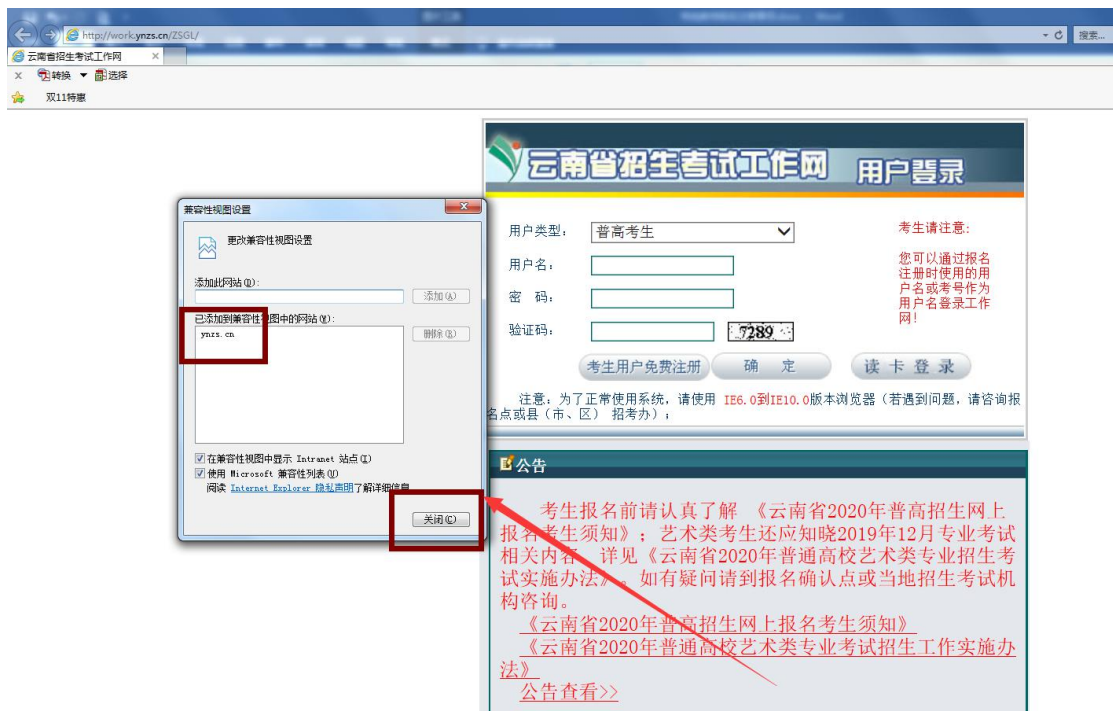 http://work.ynzs.cn/ZSGL/
搜索...
云南省招生考试工作网
x 转换 ▼ 选择
双11特惠
云南省招生考试工作网 用户登录
用户类型: 普高考生
用户名:
密 码:
验证码: 7289
考生用户免费注册 确 定 读 卡 登 录
考生请注意:
您可以通过报名
注册时使用的用
户名或考号作为
用户名登录工作
网!
注意: 为了正常使用系统, 请使用 IE6.0到IE10.0版本浏览器 (若遇到问题, 请咨询报
名点或县 (市、区) 招考办);
兼容性视图设置
更改兼容性视图设置
添加此网站(D):
添加(A)
已添加到兼容性视图中的网站(W):
ynzs.cn
删除(R)
在兼容性视图中显示 Intranet 站点(I)
使用 Microsoft 兼容性列表(U)
阅读 Internet Explorer 隐私声明了解详细信息
关闭(C)
公告
考生报名前请认真了解 《云南省2020年普高招生网上
报名考生须知》; 艺术类考生还应知晓2019年12月专业考试
相关内容, 详见《云南省2020年普通高校艺术类专业招生考
试实施办法》。如有疑问请到报名确认点或当地招生考试机
构咨询。
《云南省2020年普高招生网上报名考生须知》
《云南省2020年普通高校艺术类专业考试招生工作实施办
法》
公告查看>>